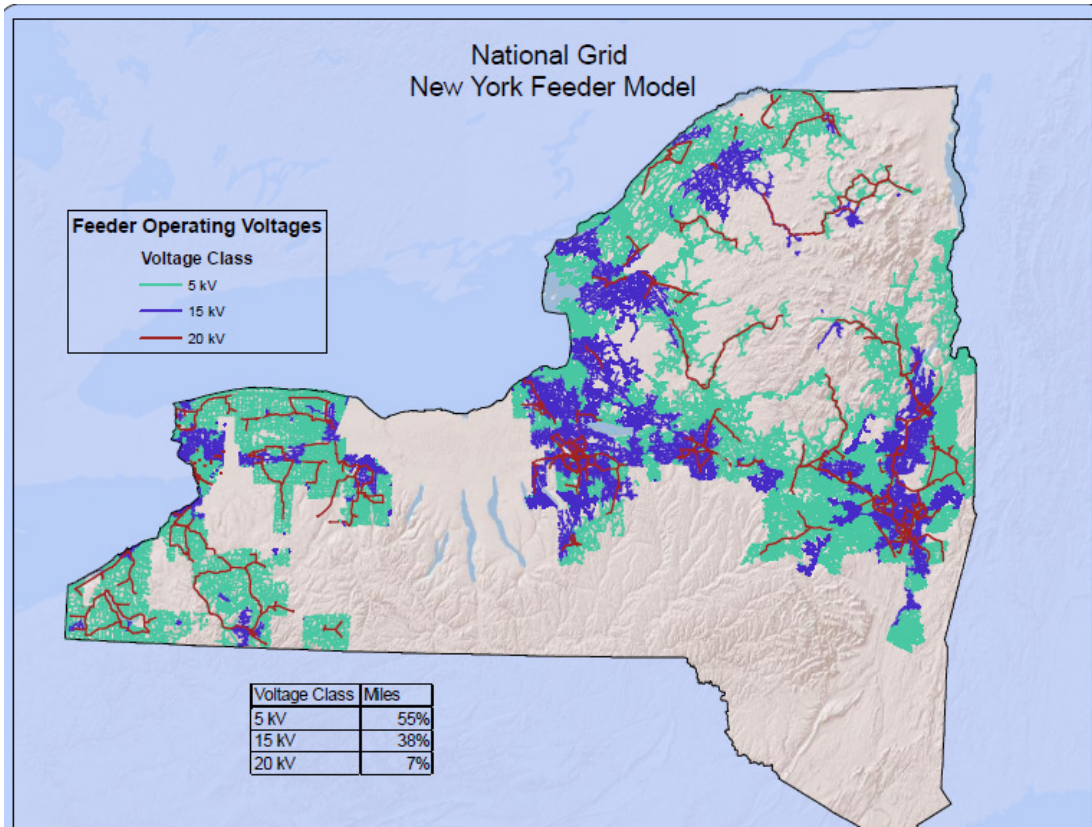 National Grid
New York Feeder Model
Feeder Operating Voltages
Voltage Class
5 kV
15 kV
20 kV
Voltage Class Miles
5 kV 55%
15 kV 38%
20 kV 7%